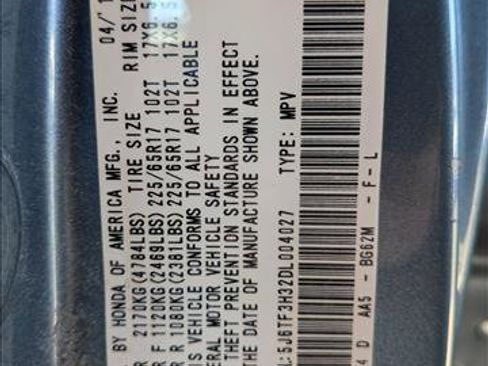 BY HONDA OF AMERICA MFG., INC. 04/
TIRE SIZE RIM SIZE
R 2170KG(4784LBS)
R F 1120KG(2469LBS) 225/65R17 102T 17X6.5
R R 1080KG(2381LBS) 225/65R17 102T 17X6.5
IS VEHICLE CONFORMS TO ALL APPLICABLE
ERAL MOTOR VEHICLE SAFETY
THEFT PREVENTION STANDARDS IN EFFECT
DATE OF MANUFACTURE SHOWN ABOVE.
:5J6TF3H32DL004027 TYPE: MPV
4 D AA5 - BG62M - F - L